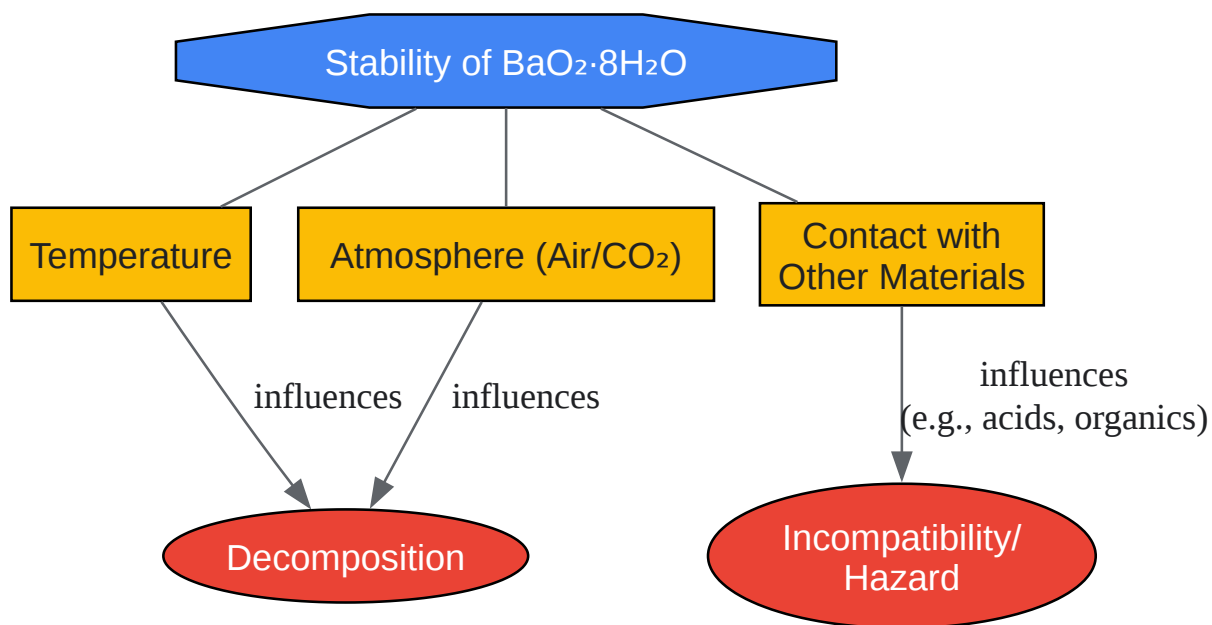 Stability of BaO₂·8H₂O
Temperature
Atmosphere (Air/CO₂)
Contact with
Other Materials
influences
influences
influences
(e.g., acids, organics)
Decomposition
Incompatibility/
Hazard